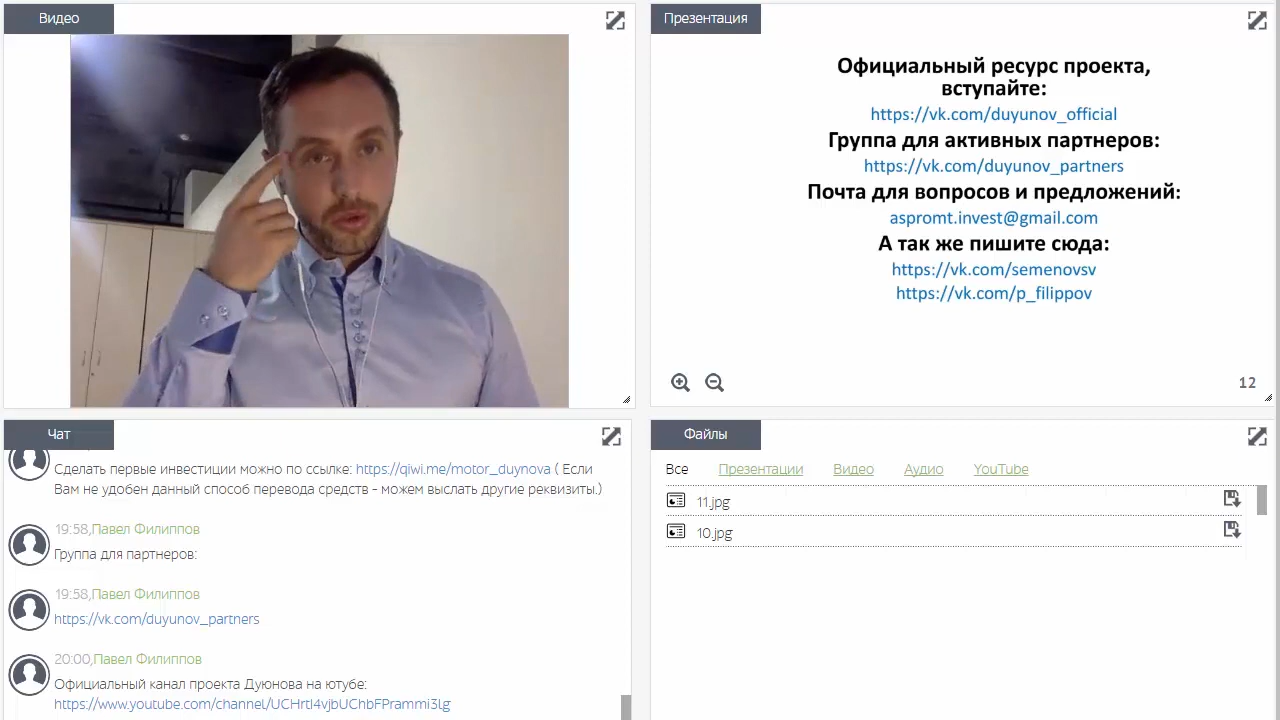 Видео
Презентация
Официальный ресурс проекта,
вступайте:
https://vk.com/duyunov_official
Группа для активных партнеров:
https://vk.com/duyunov_partners
Почта для вопросов и предложений:
aspromt.invest@gmail.com
А так же пишите сюда:
https://vk.com/semenovsv
https://vk.com/p_filippov
12
Чат
Сделать первые инвестиции можно по ссылке: https://qiwi.me/motor_duynova ( Если
Вам не удобен данный способ перевода средств - можем выслать другие реквизиты.)
19:58,Павел Филиппов
Группа для партнеров:
19:58,Павел Филиппов
https://vk.com/duyunov_partners
20:00,Павел Филиппов
Официальный канал проекта Дуюнова на ютубе:
https://www.youtube.com/channel/UCHrtI4vjbUChbFPrammi3lg
Файлы
Все Презентации Видео Аудио YouTube
11.jpg
10.jpg